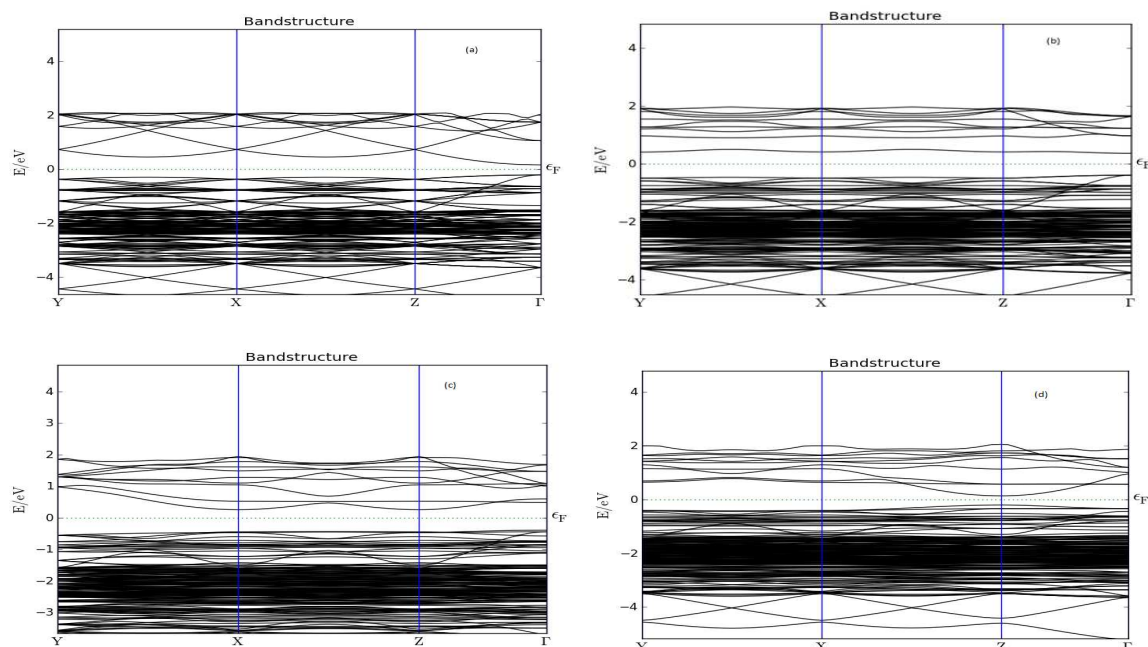 Bandstructure
(a)
4
2
0
−2
−4
E/eV
ϵF
Y X Z Γ
Bandstructure
(b)
4
2
0
−2
−4
E/eV
ϵF
Y X Z Γ
Bandstructure
(c)
4
3
2
1
0
−1
−2
−3
E/eV
ϵF
Y X Z Γ
Bandstructure
(d)
4
2
0
−2
−4
E/eV
ϵF
Y X Z Γ